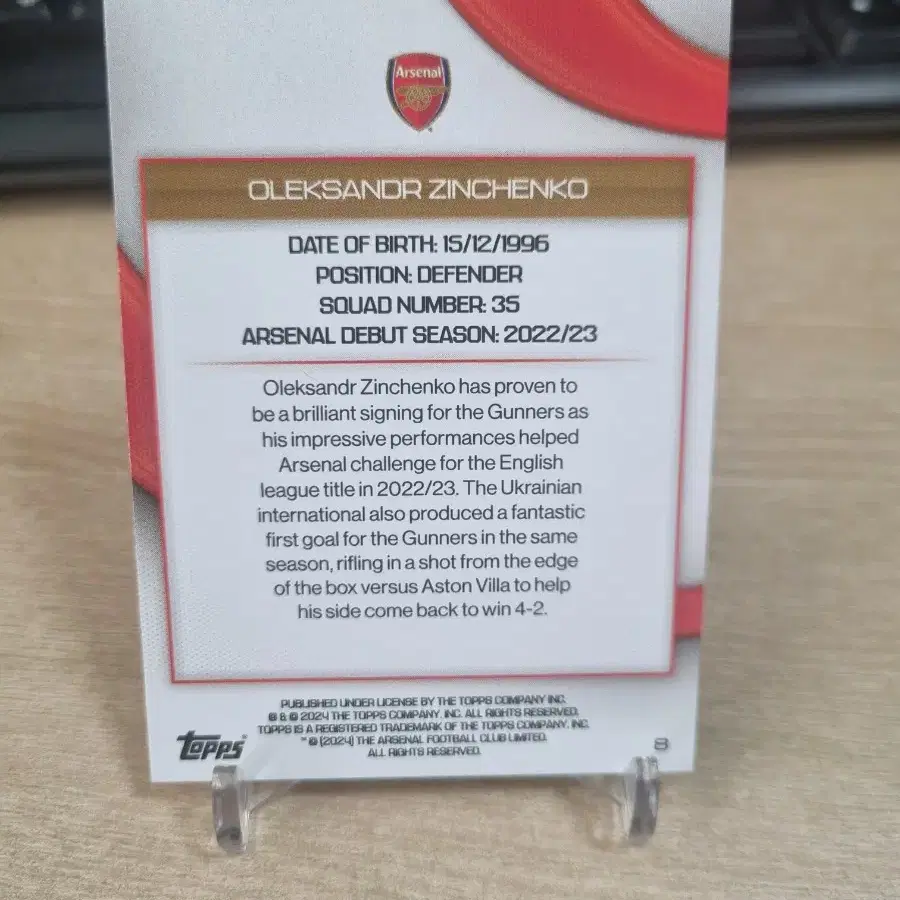 Arsenal
OLEKSANDR ZINCHENKO
DATE OF BIRTH: 15/12/1996
POSITION: DEFENDER
SQUAD NUMBER: 35
ARSENAL DEBUT SEASON: 2022/23
Oleksandr Zinchenko has proven to
be a brilliant signing for the Gunners as
his impressive performances helped
Arsenal challenge for the English
league title in 2022/23. The Ukrainian
international also produced a fantastic
first goal for the Gunners in the same
season, rifling in a shot from the edge
of the box versus Aston Villa to help
his side come back to win 4-2.
PUBLISHED UNDER LICENSE BY THE TOPPS COMPANY INC.
® & © 2024 THE TOPPS COMPANY, INC. ALL RIGHTS RESERVED.
TOPPS IS A REGISTERED TRADEMARK OF THE TOPPS COMPANY, INC.
™ © (2024) THE ARSENAL FOOTBALL CLUB LIMITED.
ALL RIGHTS RESERVED.
TOPPS®
8